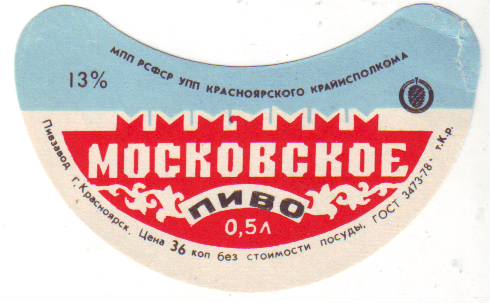 МПП РСФСР УПП КРАСНОЯРСКОГО КРАЙИСПОЛКОМА
13%
МОСКОВСКОЕ
ПИВО
0,5л
Пивзавод г. Красноярск. Цена 36 коп без стоимости посуды. ГОСТ 3473-78· т.К.р.